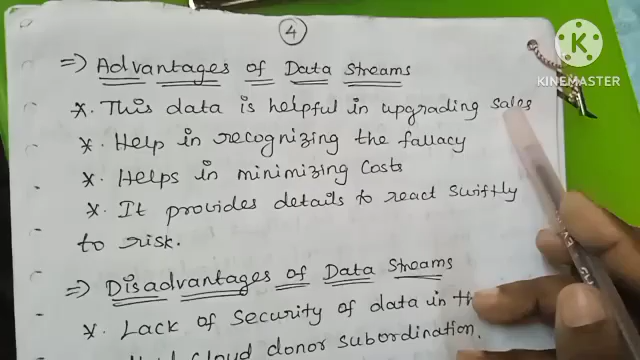 4
=> Advantages of Data Streams
*. This data is helpful in upgrading sales
*. Help in recognizing the fallacy
*. Helps in minimizing costs
*. It provides details to react swiftly
to risk.
=> Disadvantages of Data Streams
*. Lack of security of data in the
cloud donor subordination.
KINEMASTER